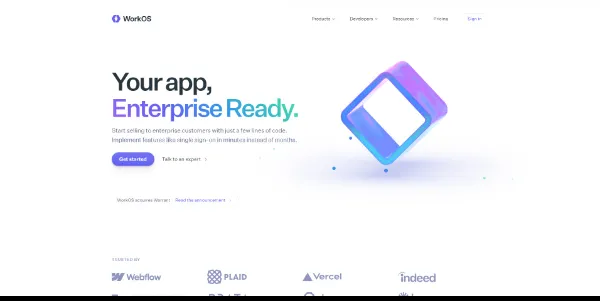 WorkOS
Products
Developers
Resources
Pricing
Sign in
Your app,
Enterprise Ready.
Start selling to enterprise customers with just a few lines of code.
Implement features like single sign-on in minutes instead of months.
Get started
Talk to an expert
WorkOS acquires Warrant
Read the announcement
TRUSTED BY
Webflow
PLAID
Vercel
indeed